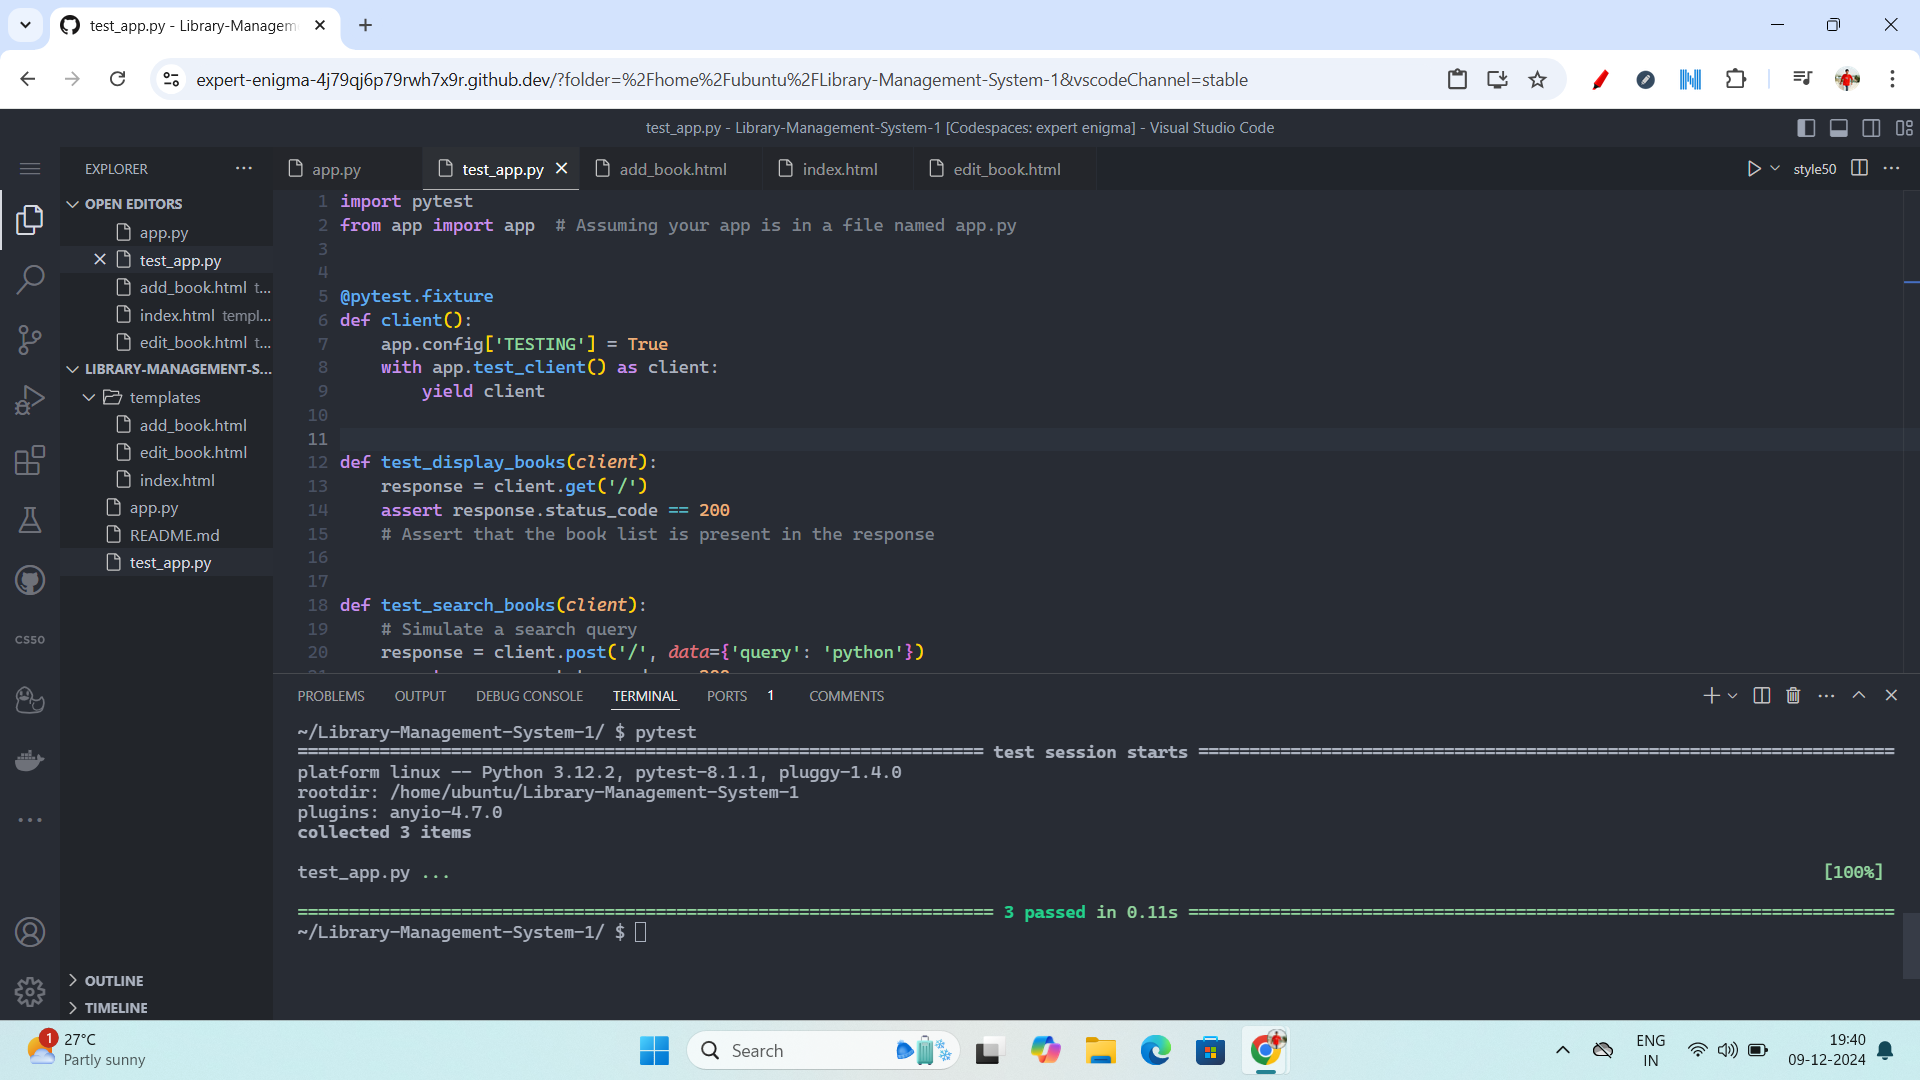 test_app.py - Library-Managem
expert-enigma-4j79qj6p79rwh7x9r.github.dev/?folder=%2Fhome%2Fubuntu%2FLibrary-Management-System-1&vscodeChannel=stable
test_app.py - Library-Management-System-1 [Codespaces: expert enigma] - Visual Studio Code
EXPLORER
app.py
test_app.py
add_book.html
index.html
edit_book.html
style50
OPEN EDITORS
app.py
test_app.py
add_book.html t...
index.html templ...
edit_book.html t...
LIBRARY-MANAGEMENT-S...
templates
add_book.html
edit_book.html
index.html
app.py
README.md
test_app.py
CS50
OUTLINE
TIMELINE
1 import pytest
2 from app import app  # Assuming your app is in a file named app.py
3
4
5 @pytest.fixture
6 def client():
7     app.config['TESTING'] = True
8     with app.test_client() as client:
9         yield client
10
11
12 def test_display_books(client):
13     response = client.get('/')
14     assert response.status_code == 200
15     # Assert that the book list is present in the response
16
17
18 def test_search_books(client):
19     # Simulate a search query
20     response = client.post('/', data={'query': 'python'})
PROBLEMS OUTPUT DEBUG CONSOLE TERMINAL PORTS 1 COMMENTS
~/Library-Management-System-1/ $ pytest
=================================================================== test session starts ====================================================================
platform linux -- Python 3.12.2, pytest-8.1.1, pluggy-1.4.0
rootdir: /home/ubuntu/Library-Management-System-1
plugins: anyio-4.7.0
collected 3 items
test_app.py ... [100%]
==================================================================== 3 passed in 0.11s =====================================================================
~/Library-Management-System-1/ $
1
27°C
Partly sunny
Search
ENG
IN
19:40
09-12-2024